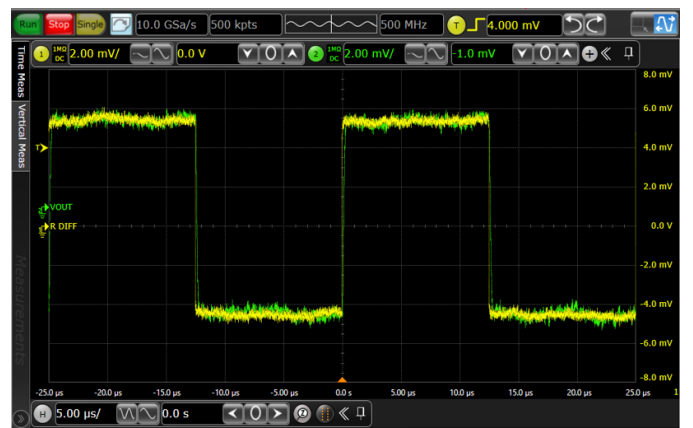 Run Stop Single 10.0 GSa/s 500 kpts 500 MHz T 4.000 mV
1 1MΩ DC 2.00 mV/ 0.0 V 2 1MΩ DC 2.00 mV/ -1.0 mV
Time Meas
Vertical Meas
Measurements
8.0 mV
6.0 mV
T 4.0 mV
2.0 mV
VOUT
R DIFF 0.0 V
-2.0 mV
-4.0 mV
-6.0 mV
-8.0 mV
-25.0 µs -20.0 µs -15.0 µs -10.0 µs -5.00 µs 0.0 s 5.00 µs 10.0 µs 15.0 µs 20.0 µs 25.0 µs 1
H 5.00 µs/ 0.0 s